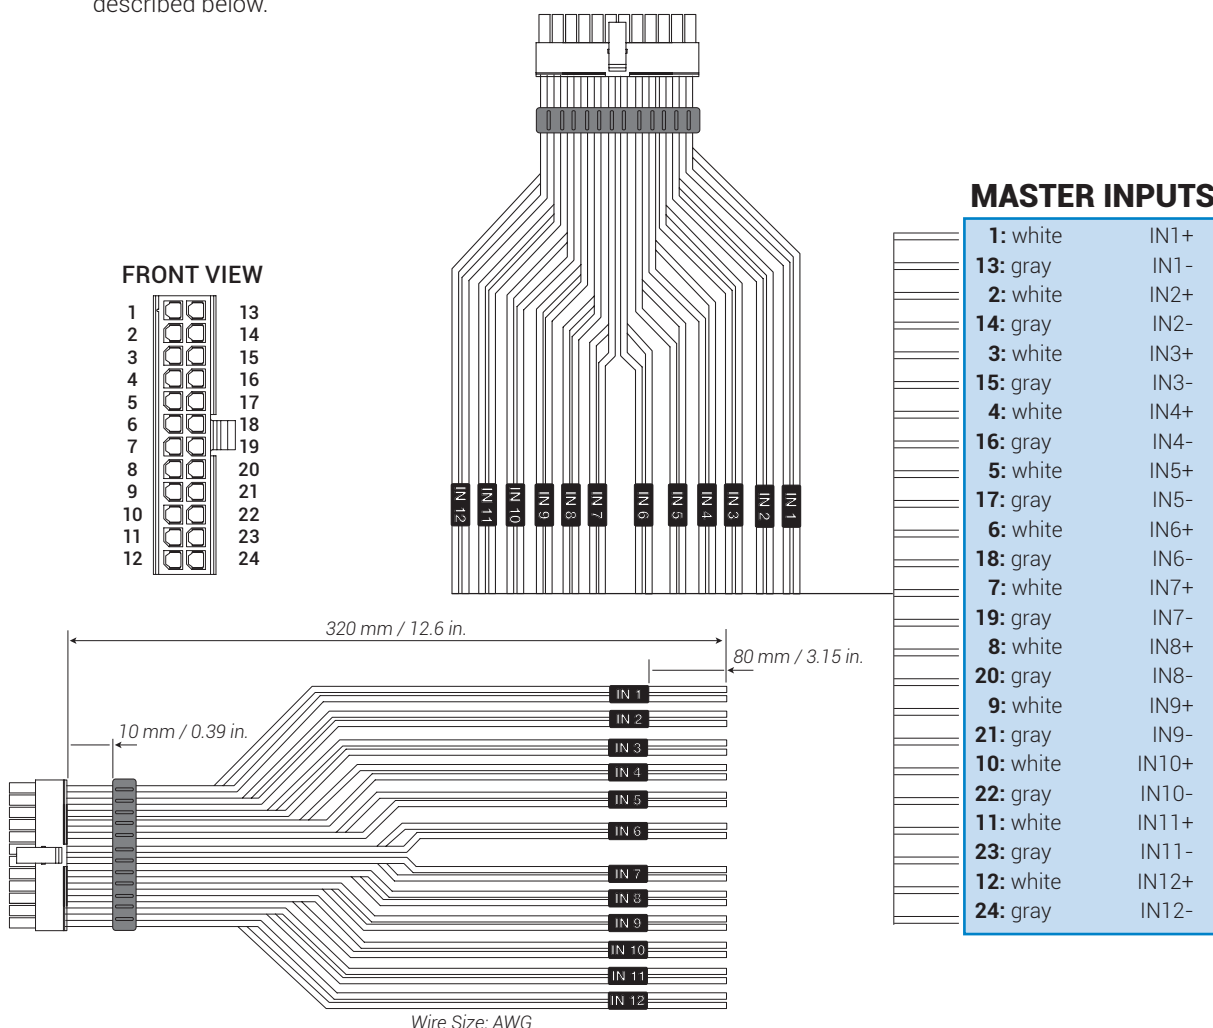 described below.
MASTER INPUTS
1: white IN1+
13: gray IN1-
2: white IN2+
14: gray IN2-
3: white IN3+
15: gray IN3-
4: white IN4+
16: gray IN4-
5: white IN5+
17: gray IN5-
6: white IN6+
18: gray IN6-
7: white IN7+
19: gray IN7-
8: white IN8+
20: gray IN8-
9: white IN9+
21: gray IN9-
10: white IN10+
22: gray IN10-
11: white IN11+
23: gray IN11-
12: white IN12+
24: gray IN12-
FRONT VIEW
1 13
2 14
3 15
4 16
5 17
6 18
7 19
8 20
9 21
10 22
11 23
12 24
IN 12 IN 11 IN 10 IN 9 IN 8 IN 7 IN 6 IN 5 IN 4 IN 3 IN 2 IN 1
320 mm / 12.6 in.
80 mm / 3.15 in.
10 mm / 0.39 in.
IN 1
IN 2
IN 3
IN 4
IN 5
IN 6
IN 7
IN 8
IN 9
IN 10
IN 11
IN 12
Wire Size: AWG